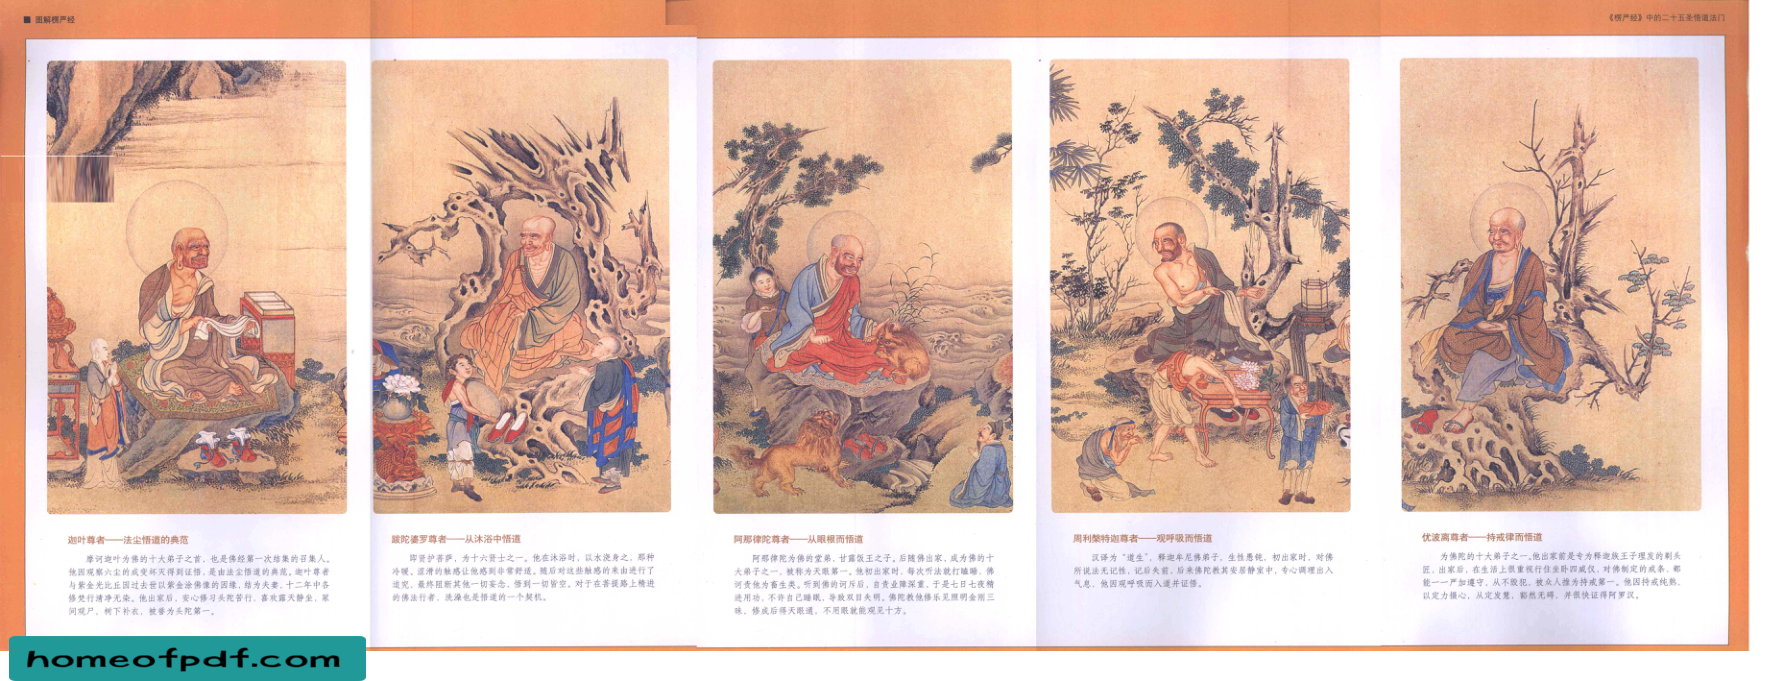 ■ 图解楞严经
《楞严经》中的二十五圣悟道法门
迦叶尊者——法尘悟道的典范
摩诃迦叶为佛的十大弟子之首，也是佛经第一次结集的召集人。
他因观察六尘的成变坏灭得到证悟，是由法尘悟道的典范。迦叶尊者
与紫金光比丘因过去世以紫金涂佛像的因缘，结为夫妻，十二年中各
修梵行清净无染。他出家后，安心修习头陀苦行，喜欢露天静坐，冢
间观尸，树下补衣，被誉为头陀第一。
跋陀婆罗尊者——从沐浴中悟道
即贤护菩萨，为十六贤士之一。他在沐浴时，以水浇身之，那种
冷暖、涩滑的触感让他感到非常舒适。随后对这些触感的来由进行了
追究，最终阻断其他一切妄念，悟到一切皆空。对于在菩提路上精进
的佛法行者，洗澡也是悟道的一个契机。
阿那律陀尊者——从眼根而悟道
阿那律陀为佛的堂弟，甘露饭王之子。后随佛出家，成为佛的十
大弟子之一，被称为天眼第一。他初出家时，每次听法就打瞌睡，佛
诃责他为畜生类。听到佛的诃斥后，自责业障深重，于是七日七夜精
进用功，不许自己睡眠，导致双目失明。佛陀教他修乐见照明金刚三
昧，修成后得天眼通，不用眼就能观见十方。
周利槃特迦尊者——观呼吸而悟道
汉译为“道生”，释迦牟尼佛弟子，生性愚钝，初出家时，对佛
所说法无记性，记后失前，后来佛陀教其安居静室中，专心调理出入
气息，他因观呼吸而入道并证悟。
优波离尊者——持戒律而悟道
为佛陀的十大弟子之一。他出家前是专为释迦族王子理发的剃头
匠，出家后，在生活上很重视行住坐卧四威仪，对佛制定的戒条，都
能一一严加遵守，从不脱犯，被众人推为持戒第一。他因持戒纯熟，
以定力摄心，从定发慧，豁然无碍，并很快证得阿罗汉。
homeofpdf.com